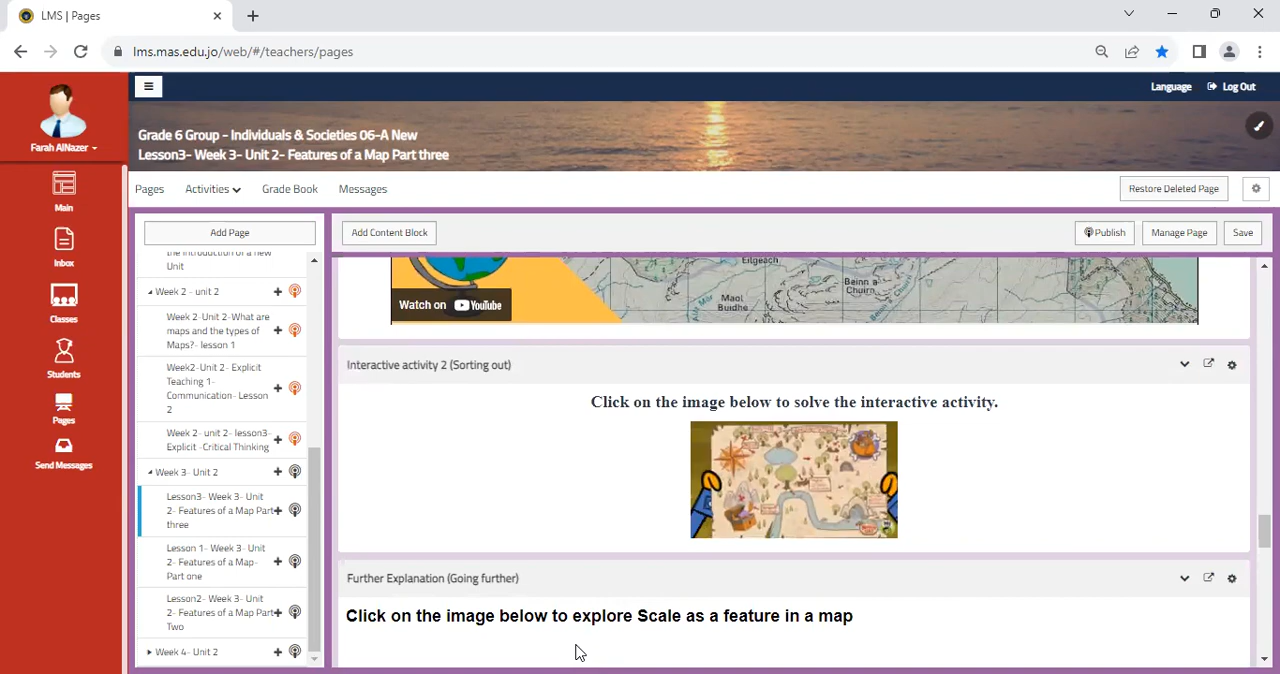 LMS | Pages
lms.mas.edu.jo/web/#/teachers/pages
Farah AlNazer
Main
Inbox
Classes
Students
Pages
Send Messages
Language
Log Out
Grade 6 Group - Individuals & Societies 06-A New
Lesson3- Week 3- Unit 2- Features of a Map Part three
Pages
Activities
Grade Book
Messages
Restore Deleted Page
Add Page
the introduction of a new
Unit
Week 2 - unit 2
Week 2-Unit 2-What are
maps and the types of
Maps?- lesson 1
Week2-Unit 2- Explicit
Teaching 1-
Communication- Lesson
2
Week 2- unit 2- lesson3-
Explicit -Critical Thinking
Week 3- Unit 2
Lesson3- Week 3- Unit
2- Features of a Map Part
three
Lesson 1- Week 3- Unit
2- Features of a Map-
Part one
Lesson2- Week 3- Unit
2- Features of a Map Part
Two
Week 4- Unit 2
Add Content Block
Publish
Manage Page
Save
Eilgeach
Beinn a'
Chuirn
Maol
Buidhe
Watch on YouTube
Interactive activity 2 (Sorting out)
Click on the image below to solve the interactive activity.
Further Explanation (Going further)
Click on the image below to explore Scale as a feature in a map